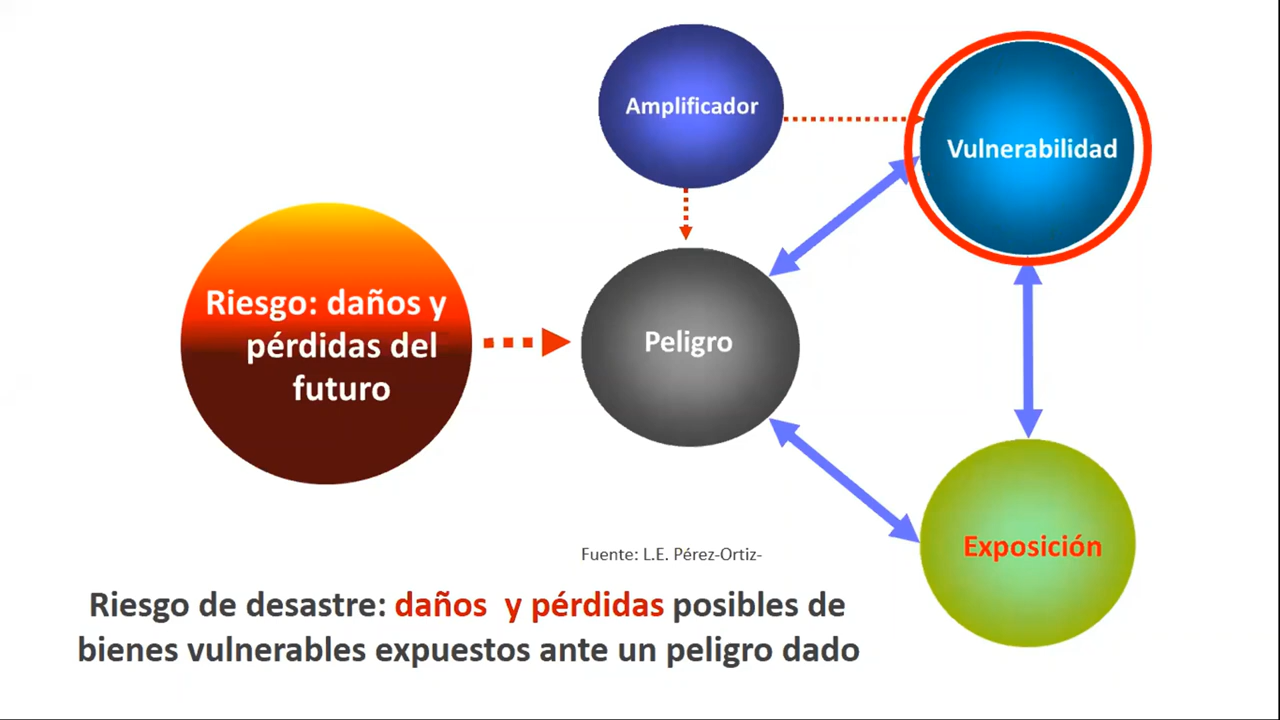 Amplificador
Vulnerabilidad
Riesgo: daños y
pérdidas del
futuro
Peligro
Exposición
Fuente: L.E. Pérez-Ortiz-
Riesgo de desastre: daños y pérdidas posibles de
bienes vulnerables expuestos ante un peligro dado